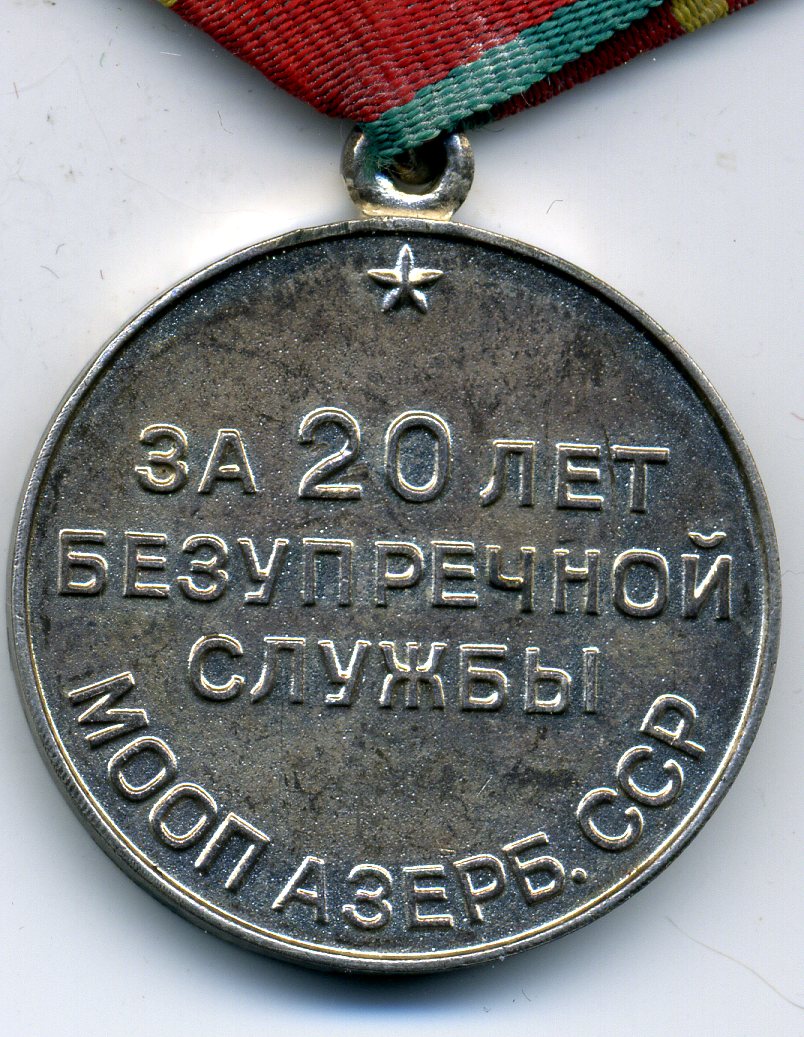 ЗА 20 ЛЕТ
БЕЗУПРЕЧНОЙ
СЛУЖБЫ
МООП АЗЕРБ. ССР